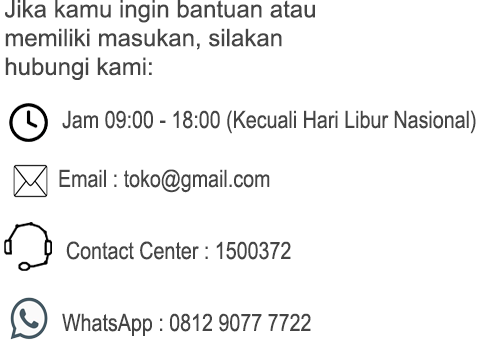 Jika kamu ingin bantuan atau
memiliki masukan, silakan
hubungi kami:
Jam 09:00 - 18:00 (Kecuali Hari Libur Nasional)
Email : toko@gmail.com
Contact Center : 1500372
WhatsApp : 0812 9077 7722